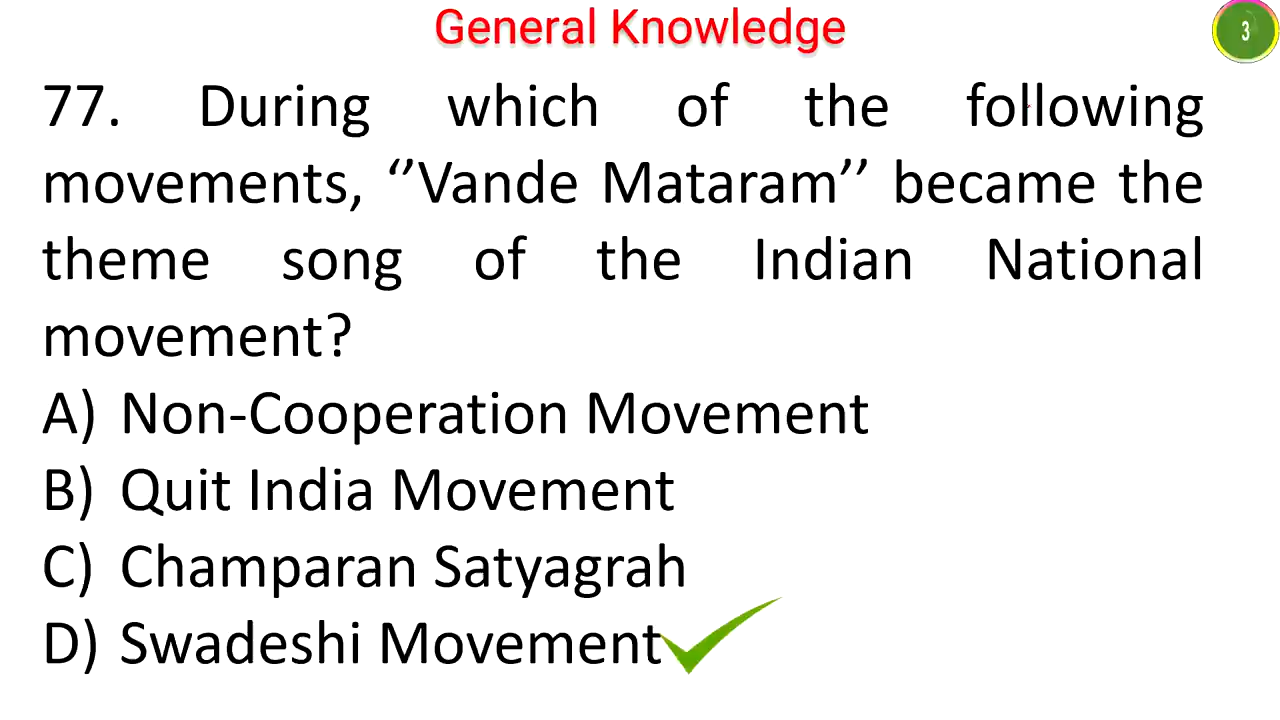 General Knowledge
3
77. During which of the following
movements, ‘’Vande Mataram’’ became the
theme song of the Indian National
movement?
A) Non-Cooperation Movement
B) Quit India Movement
C) Champaran Satyagrah
D) Swadeshi Movement